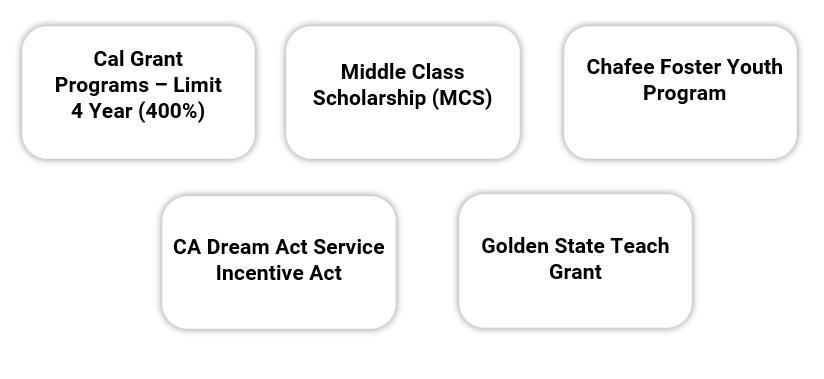 Cal Grant
Programs – Limit
4 Year (400%)
Middle Class
Scholarship (MCS)
Chafee Foster Youth
Program
CA Dream Act Service
Incentive Act
Golden State Teach
Grant